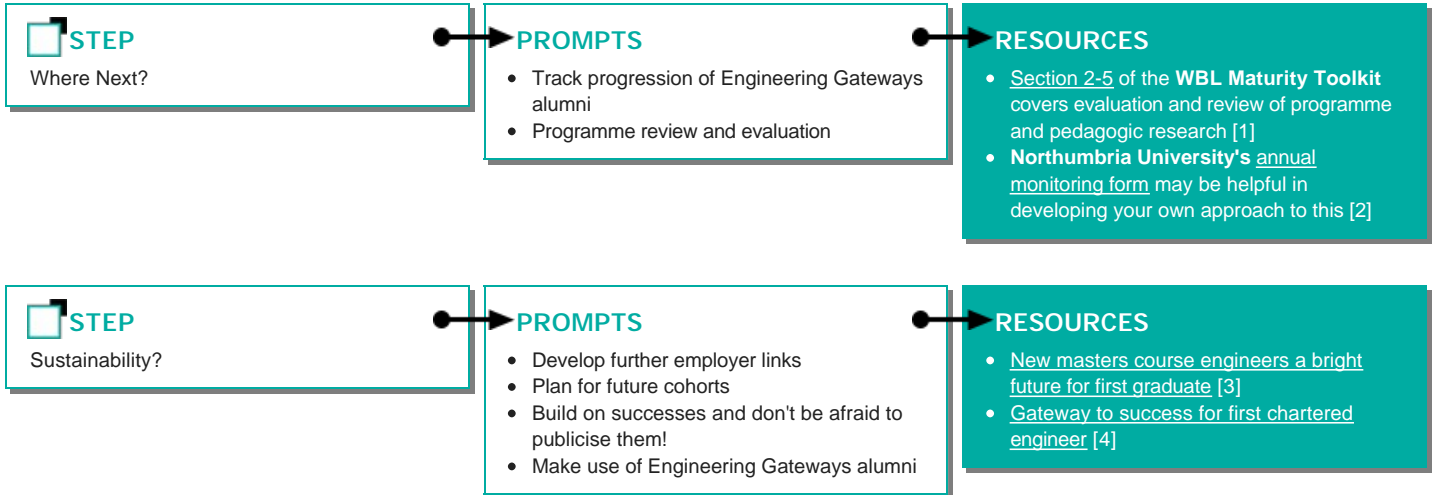 STEP
Where Next?
PROMPTS
• Track progression of Engineering Gateways
alumni
• Programme review and evaluation
RESOURCES
• Section 2-5 of the WBL Maturity Toolkit
covers evaluation and review of programme
and pedagogic research [1]
• Northumbria University's annual
monitoring form may be helpful in
developing your own approach to this [2]
STEP
Sustainability?
PROMPTS
• Develop further employer links
• Plan for future cohorts
• Build on successes and don't be afraid to
publicise them!
• Make use of Engineering Gateways alumni
RESOURCES
• New masters course engineers a bright
future for first graduate [3]
• Gateway to success for first chartered
engineer [4]